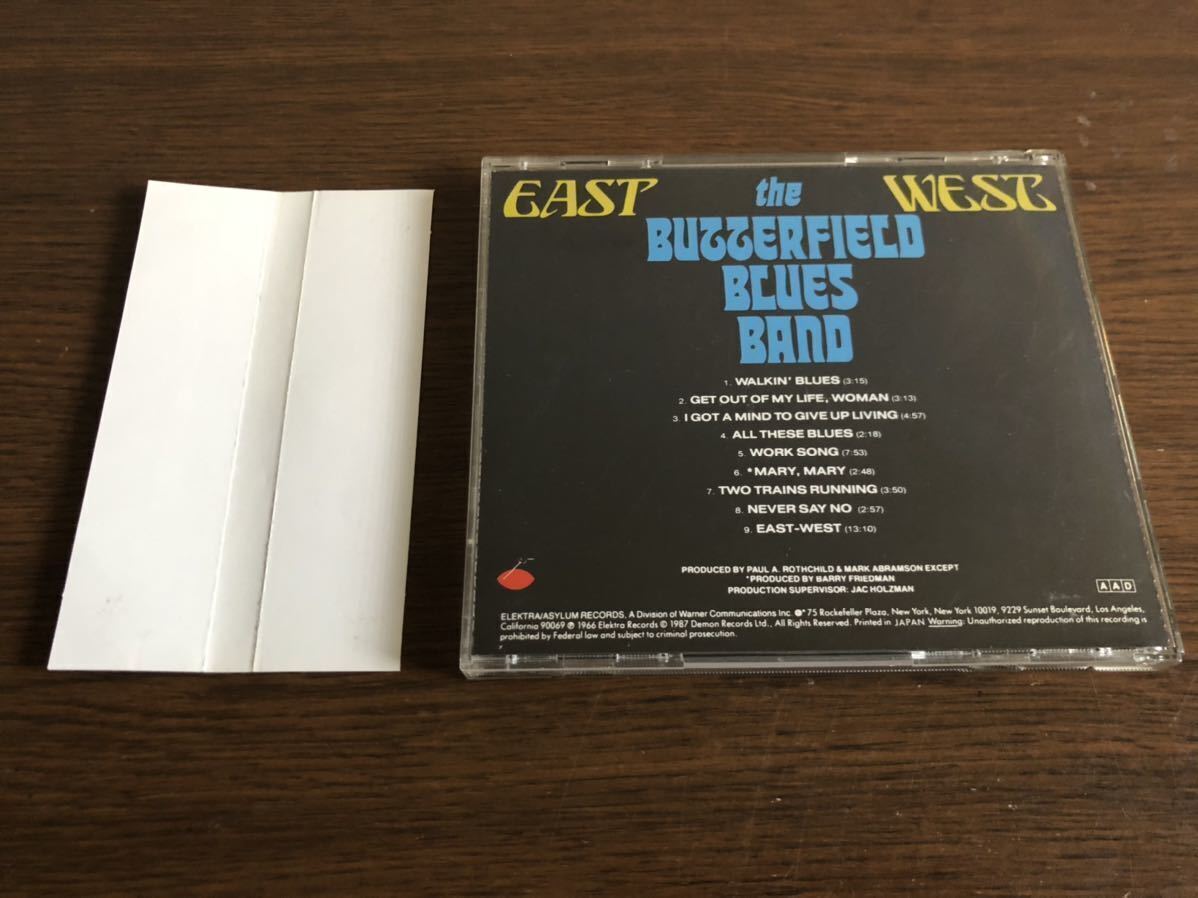 EAST the WEST
BUTTERFIELD
BLUES
BAND
1. WALKIN' BLUES (3:15)
2. GET OUT OF MY LIFE, WOMAN (3:13)
3. I GOT A MIND TO GIVE UP LIVING (4:57)
4. ALL THESE BLUES (2:18)
5. WORK SONG (7:53)
6. *MARY, MARY (2:48)
7. TWO TRAINS RUNNING (3:50)
8. NEVER SAY NO (2:57)
9. EAST-WEST (13:10)
PRODUCED BY PAUL A. ROTHCHILD & MARK ABRAMSON EXCEPT
*PRODUCED BY BARRY FRIEDMAN
PRODUCTION SUPERVISOR: JAC HOLZMAN
AAD
ELEKTRA/ASYLUM RECORDS, A Division of Warner Communications Inc. 75 Rockefeller Plaza, New York, New York 10019, 9229 Sunset Boulevard, Los Angeles,
California 90069 ℗ 1966 Elektra Records © 1987 Demon Records Ltd., All Rights Reserved. Printed in JAPAN Warning: Unauthorized reproduction of this recording is
prohibited by Federal law and subject to criminal prosecution.